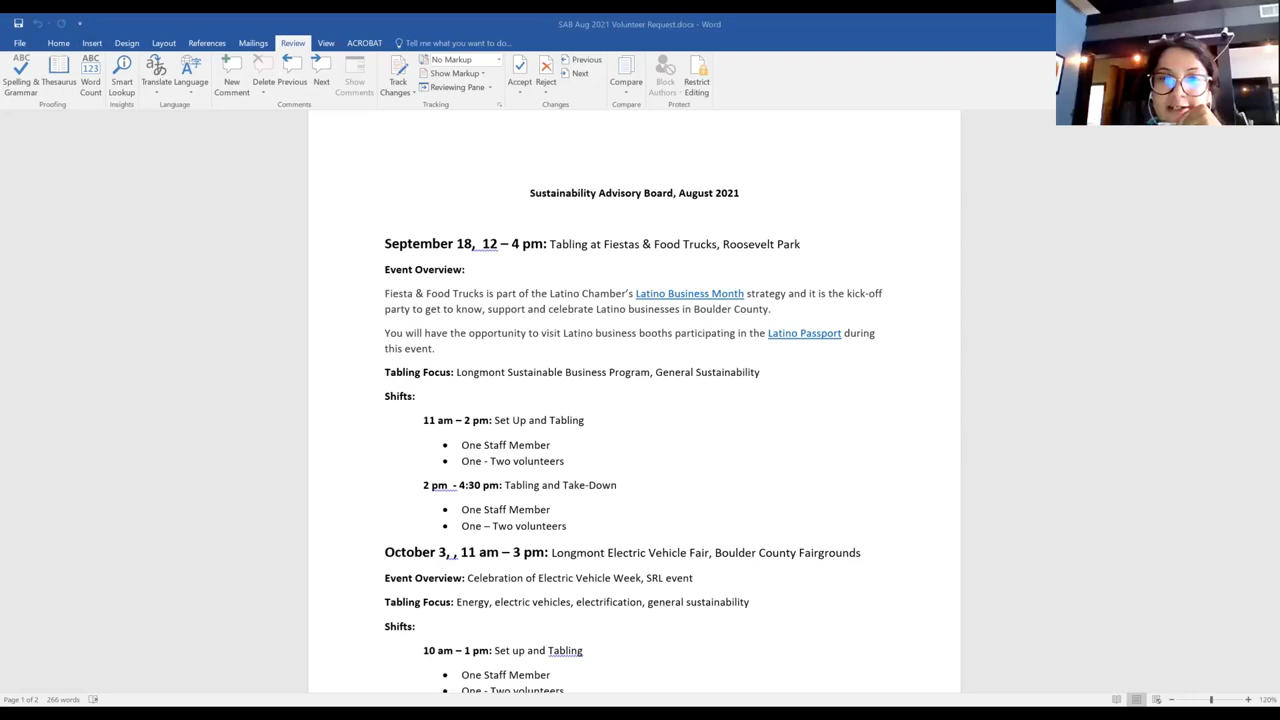 SAB Aug 2021 Volunteer Request.docx - Word
File Home Insert Design Layout References Mailings Review View ACROBAT Tell me what you want to do...
ABC
Spelling & Grammar
Thesaurus
ABC 123
Word Count
Smart Lookup
Translate
Language
New Comment
Delete
Previous
Next
Show Comments
Track Changes
No Markup
Show Markup
Reviewing Pane
Accept
Reject
Previous
Next
Compare
Block Authors
Restrict Editing
Proofing Insights Language Comments Tracking Changes Compare Protect
Sustainability Advisory Board, August 2021
September 18,  12 – 4 pm: Tabling at Fiestas & Food Trucks, Roosevelt Park
Event Overview:
Fiesta & Food Trucks is part of the Latino Chamber’s Latino Business Month strategy and it is the kick-off
party to get to know, support and celebrate Latino businesses in Boulder County.
You will have the opportunity to visit Latino business booths participating in the Latino Passport during
this event.
Tabling Focus: Longmont Sustainable Business Program, General Sustainability
Shifts:
11 am – 2 pm: Set Up and Tabling
• One Staff Member
• One - Two volunteers
2 pm  - 4:30 pm: Tabling and Take-Down
• One Staff Member
• One – Two volunteers
October 3, , 11 am – 3 pm: Longmont Electric Vehicle Fair, Boulder County Fairgrounds
Event Overview: Celebration of Electric Vehicle Week, SRL event
Tabling Focus: Energy, electric vehicles, electrification, general sustainability
Shifts:
10 am – 1 pm: Set up and Tabling
• One Staff Member
• One - Two volunteers
Page 1 of 2 266 words 120%